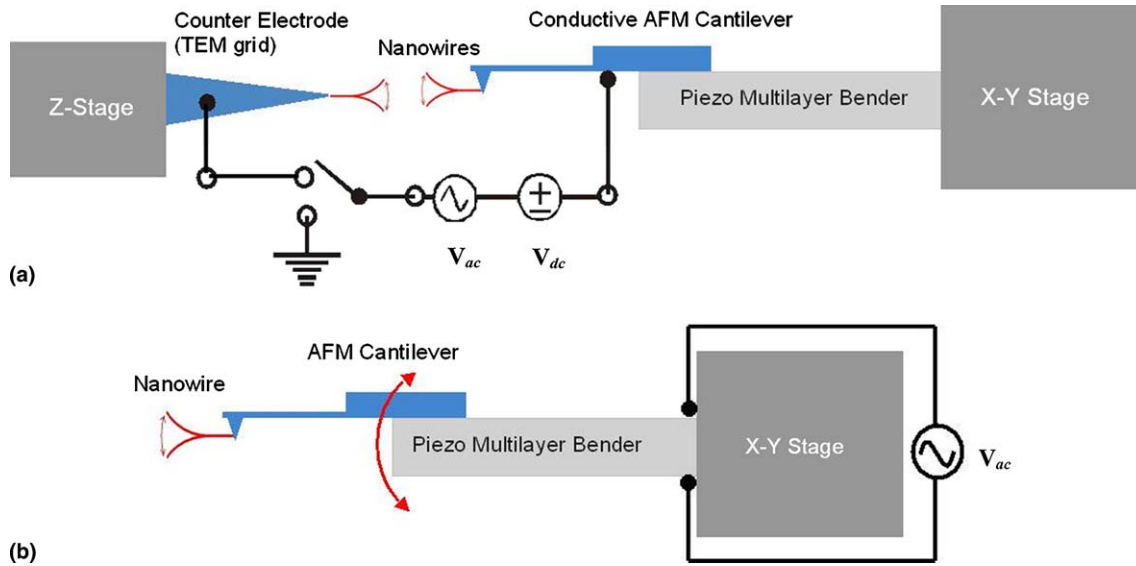 Counter Electrode
(TEM grid)
Conductive AFM Cantilever
Nanowires
Z-Stage
Piezo Multilayer Bender
X-Y Stage
Vac
Vdc
(a)
AFM Cantilever
Nanowire
Piezo Multilayer Bender
X-Y Stage
Vac
(b)